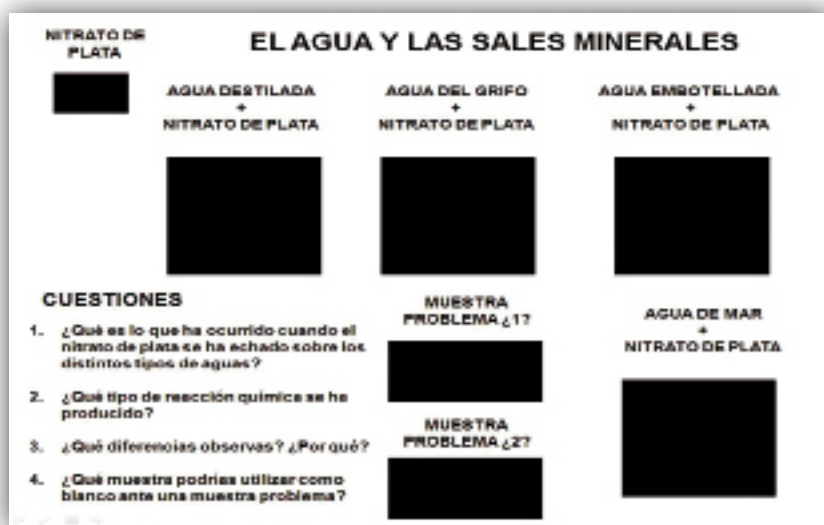 NITRATO DE
PLATA
EL AGUA Y LAS SALES MINERALES
AGUA DESTILADA
+
NITRATO DE PLATA
AGUA DEL GRIFO
+
NITRATO DE PLATA
AGUA EMBOTELLADA
+
NITRATO DE PLATA
CUESTIONES
1. ¿Qué es lo que ha ocurrido cuando el
nitrato de plata se ha echado sobre los
distintos tipos de aguas?
2. ¿Qué tipo de reacción química se ha
producido?
3. ¿Qué diferencias observas? ¿Por qué?
4. ¿Qué muestra podrías utilizar como
blanco ante una muestra problema?
MUESTRA
PROBLEMA ¿1?
MUESTRA
PROBLEMA ¿2?
AGUA DE MAR
+
NITRATO DE PLATA